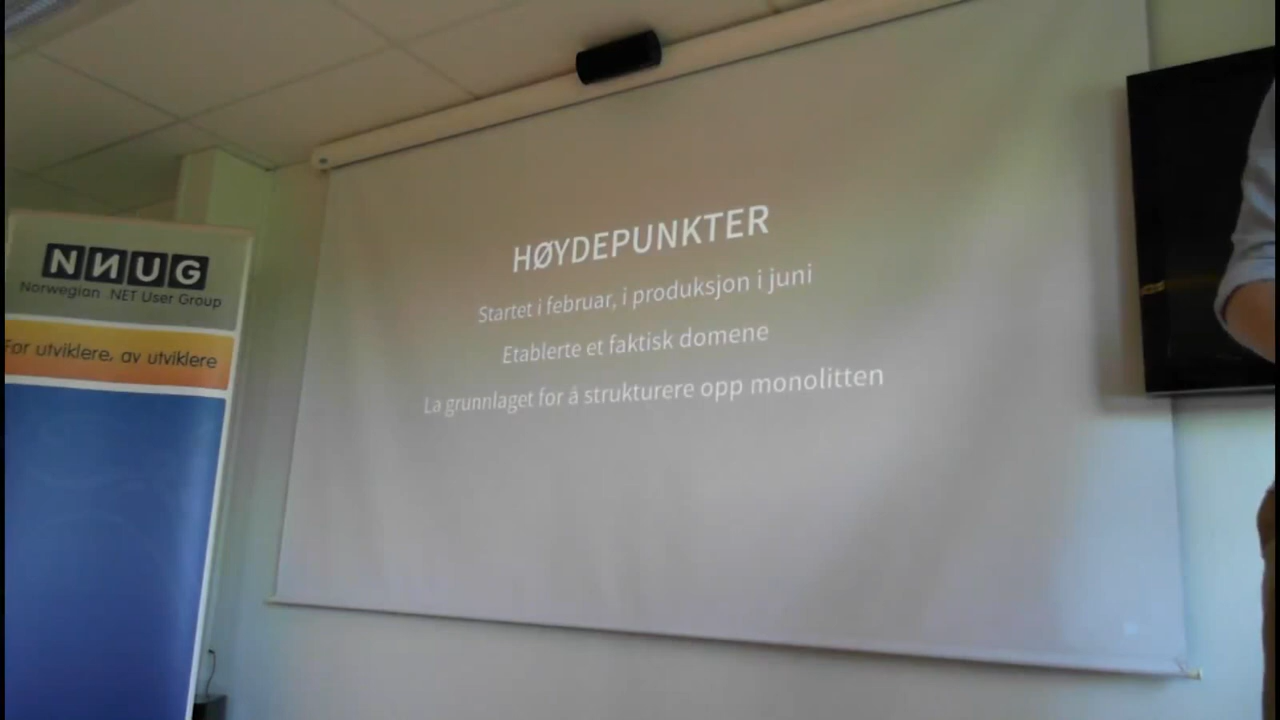 NИUG
Norwegian .NET User Group
For utviklere, av utviklere
HØYDEPUNKTER
Startet i februar, i produksjon i juni
Etablerte et faktisk domene
La grunnlaget for å strukturere opp monolitten